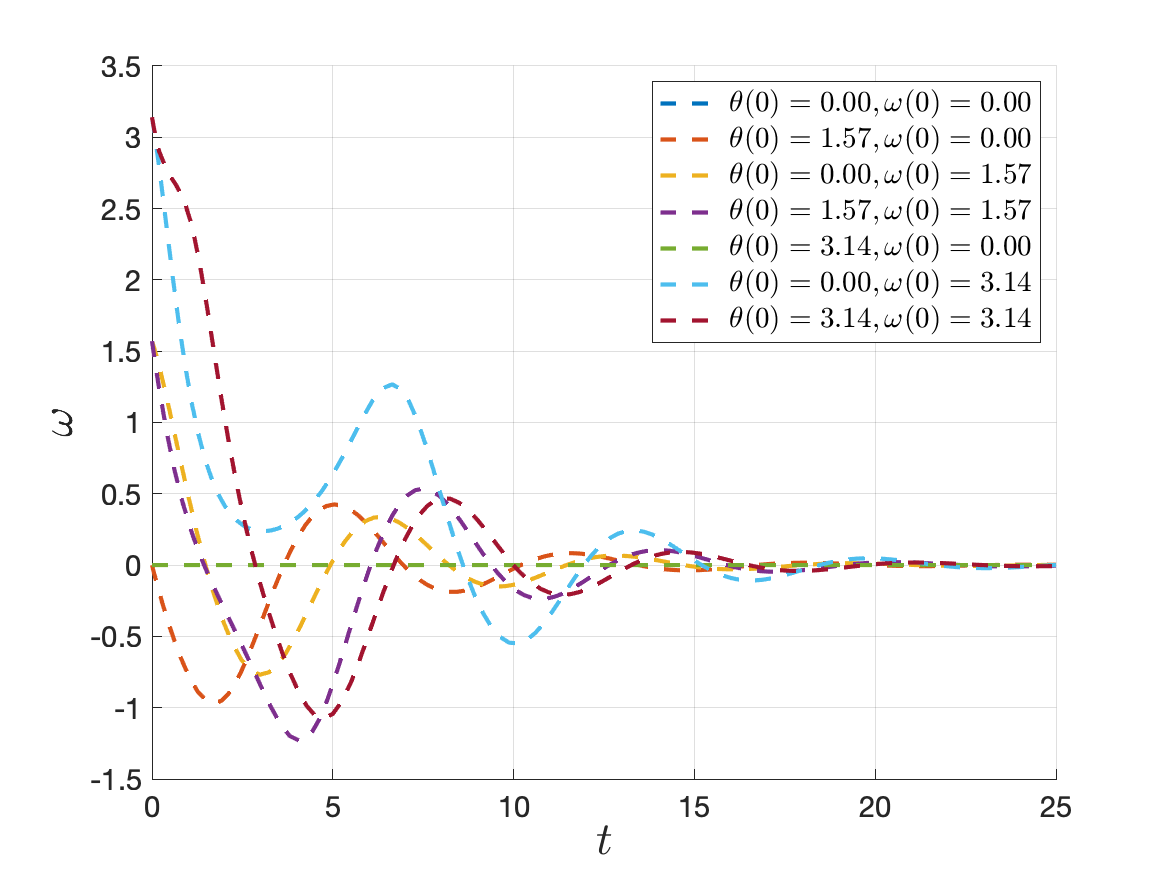 3.5
3
2.5
2
1.5
1
0.5
0
-0.5
-1
-1.5
ω
θ(0) = 0.00, ω(0) = 0.00
θ(0) = 1.57, ω(0) = 0.00
θ(0) = 0.00, ω(0) = 1.57
θ(0) = 1.57, ω(0) = 1.57
θ(0) = 3.14, ω(0) = 0.00
θ(0) = 0.00, ω(0) = 3.14
θ(0) = 3.14, ω(0) = 3.14
0 5 10 15 20 25
t